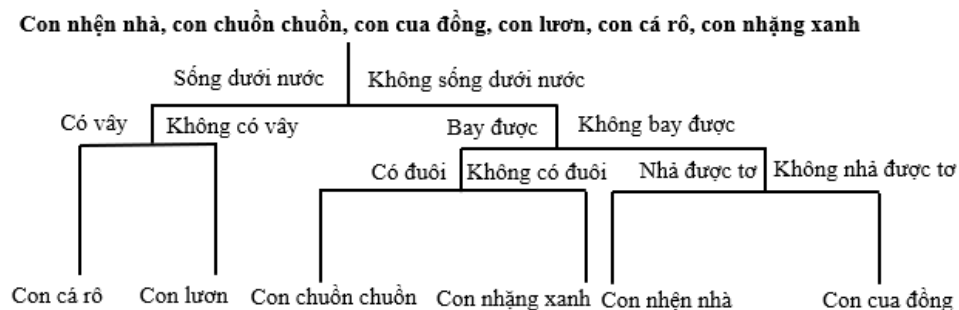 Con nhện nhà, con chuồn chuồn, con cua đồng, con lươn, con cá rô, con nhặng xanh
Sống dưới nước Không sống dưới nước
Có vây Không có vây Bay được Không bay được
Có đuôi Không có đuôi Nhả được tơ Không nhả được tơ
Con cá rô Con lươn Con chuồn chuồn Con nhặng xanh Con nhện nhà Con cua đồng